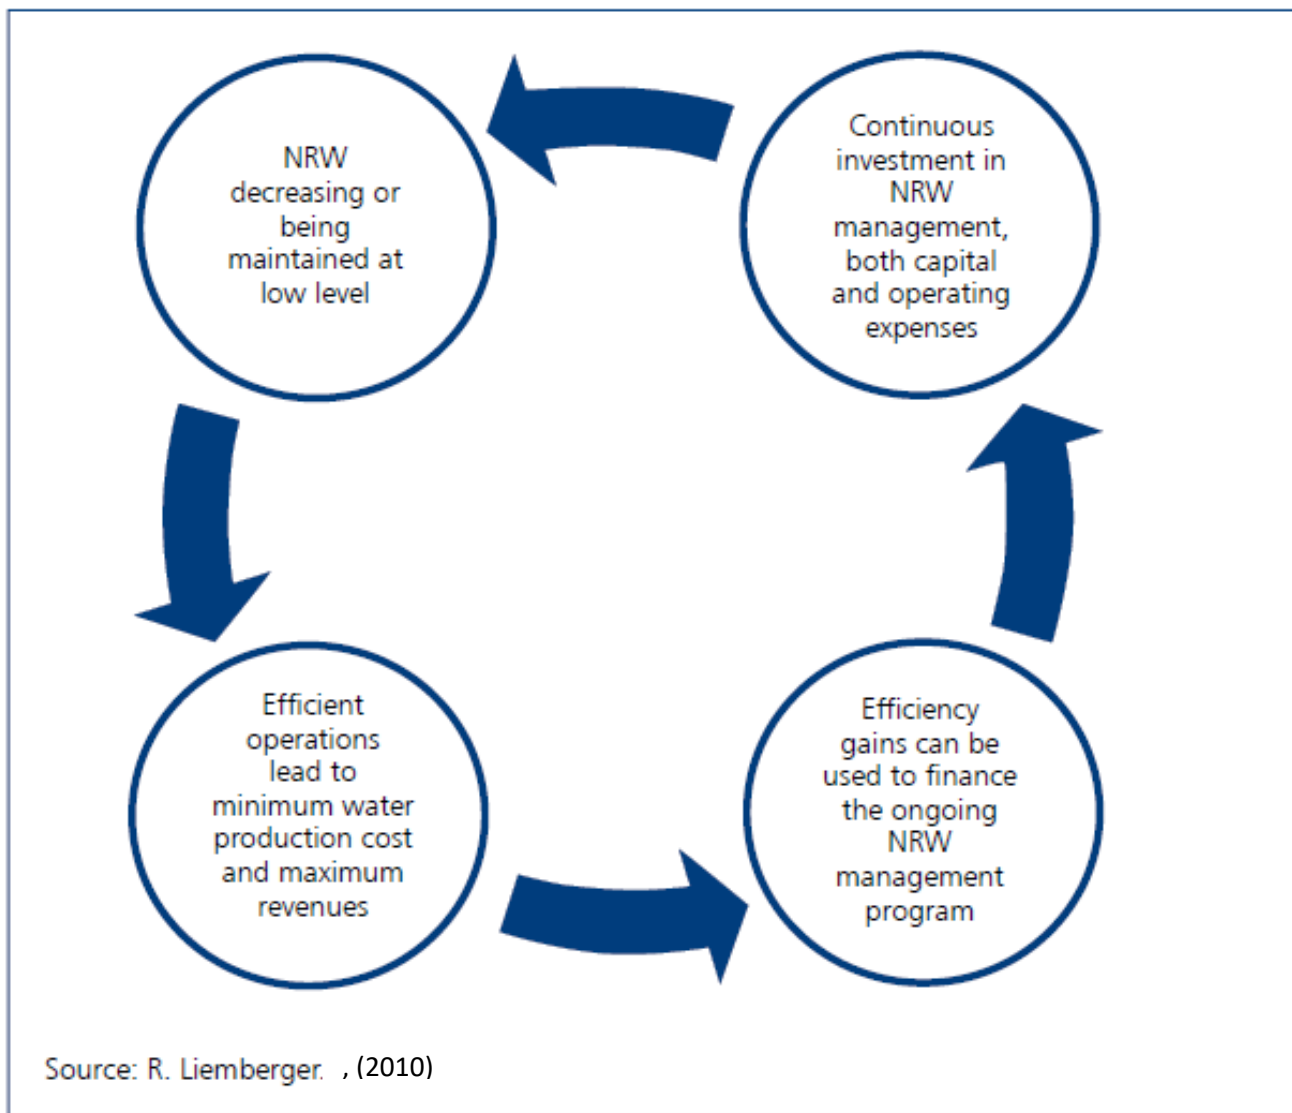 NRW
decreasing or
being
maintained at
low level
Continuous
investment in
NRW
management,
both capital
and operating
expenses
Efficient
operations
lead to
minimum water
production cost
and maximum
revenues
Efficiency
gains can be
used to finance
the ongoing
NRW
management
program
Source: R. Liemberger. , (2010)